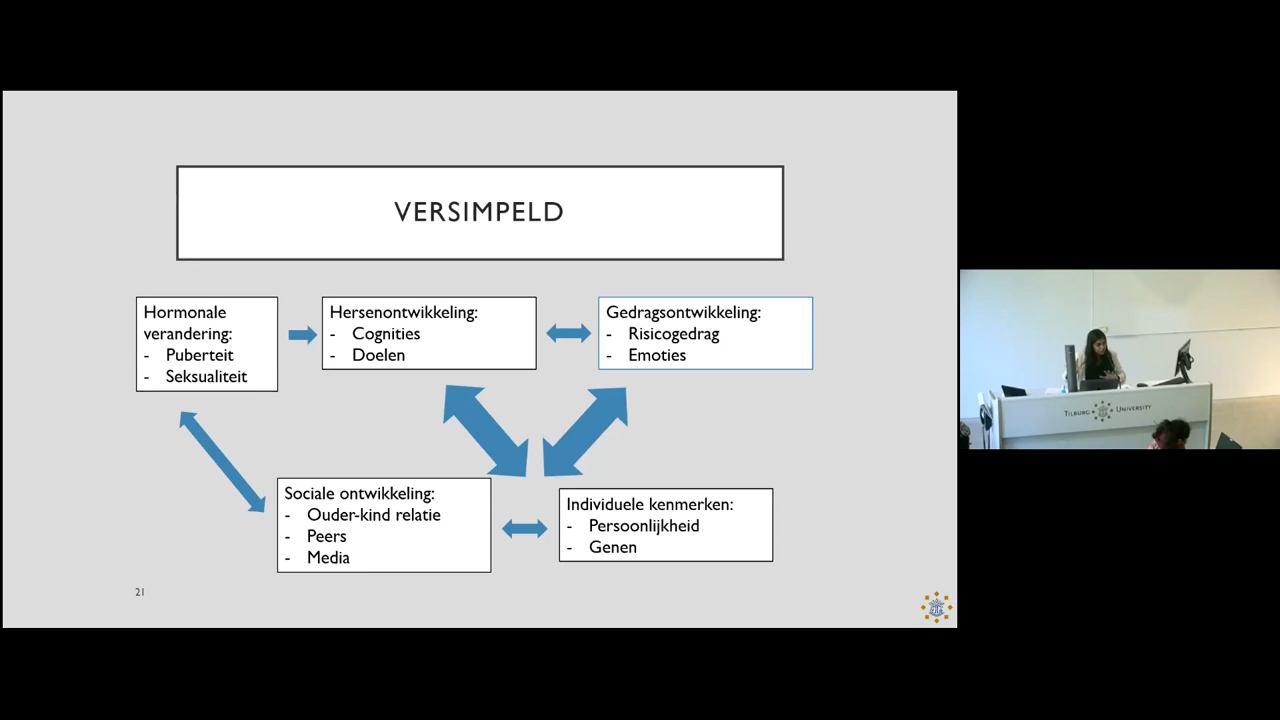 VERSIMPELD
Hormonale
verandering:
- Puberteit
- Seksualiteit
Hersenontwikkeling:
- Cognities
- Doelen
Gedragsontwikkeling:
- Risicogedrag
- Emoties
Sociale ontwikkeling:
- Ouder-kind relatie
- Peers
- Media
Individuele kenmerken:
- Persoonlijkheid
- Genen
21
TILBURG UNIVERSITY